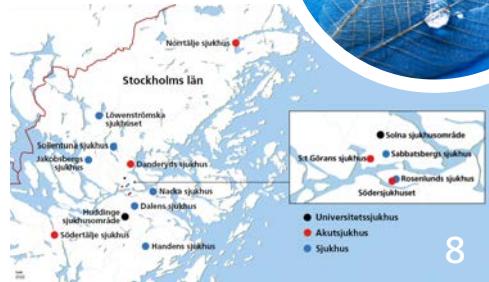 Norrtälje sjukhus
Stockholms län
Löwenströmska
sjukhuset
Sollentuna sjukhus
Jakobsbergs
sjukhus
Danderyds sjukhus
Nacka sjukhus
Dalens sjukhus
Huddinge
sjukhusområde
Södertälje sjukhus
Handens sjukhus
Solna sjukhusområde
S:t Görans sjukhus
Sabbatsbergs sjukhus
Rosenlunds sjukhus
Södersjukhuset
Universitetssjukhus
Akutsjukhus
Sjukhus
8